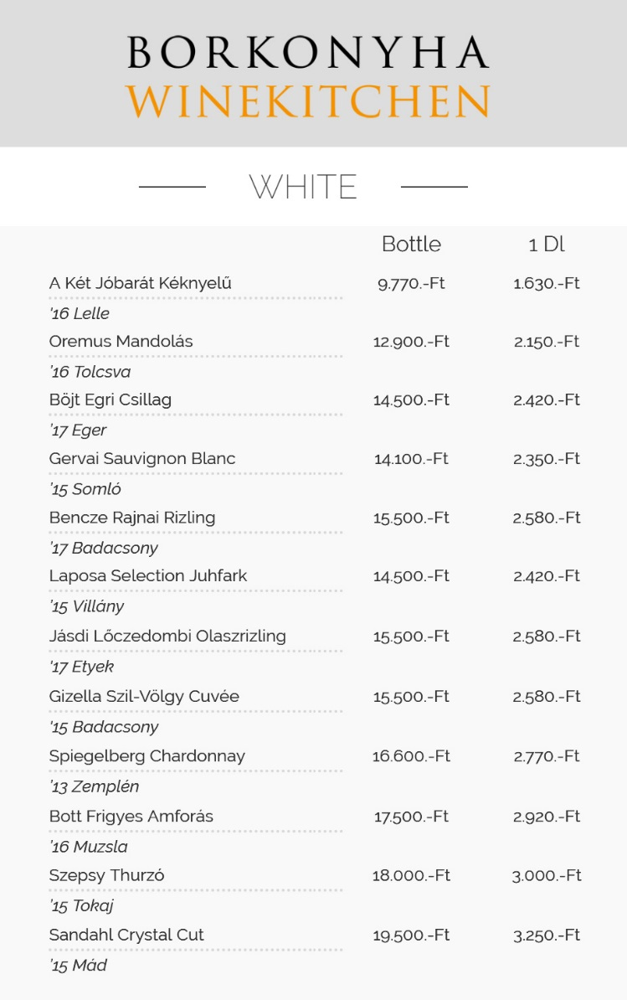 BORKONYHA
WINEKITCHEN
WHITE
Bottle 1 Dl
A Két Jóbarát Kéknyelű 9.770.-Ft 1.630.-Ft
'16 Lelle
Oremus Mandolás 12.900.-Ft 2.150.-Ft
'16 Tolcsva
Böjt Egri Csillag 14.500.-Ft 2.420.-Ft
'17 Eger
Gervai Sauvignon Blanc 14.100.-Ft 2.350.-Ft
'15 Somló
Bencze Rajnai Rizling 15.500.-Ft 2.580.-Ft
'17 Badacsony
Laposa Selection Juhfark 14.500.-Ft 2.420.-Ft
'15 Villány
Jásdi Lőczedombi Olaszrizling 15.500.-Ft 2.580.-Ft
'17 Etyek
Gizella Szil-Völgy Cuvée 15.500.-Ft 2.580.-Ft
'15 Badacsony
Spiegelberg Chardonnay 16.600.-Ft 2.770.-Ft
'13 Zemplén
Bott Frigyes Amforás 17.500.-Ft 2.920.-Ft
'16 Muzsla
Szepsy Thurzó 18.000.-Ft 3.000.-Ft
'15 Tokaj
Sandahl Crystal Cut 19.500.-Ft 3.250.-Ft
'15 Mád